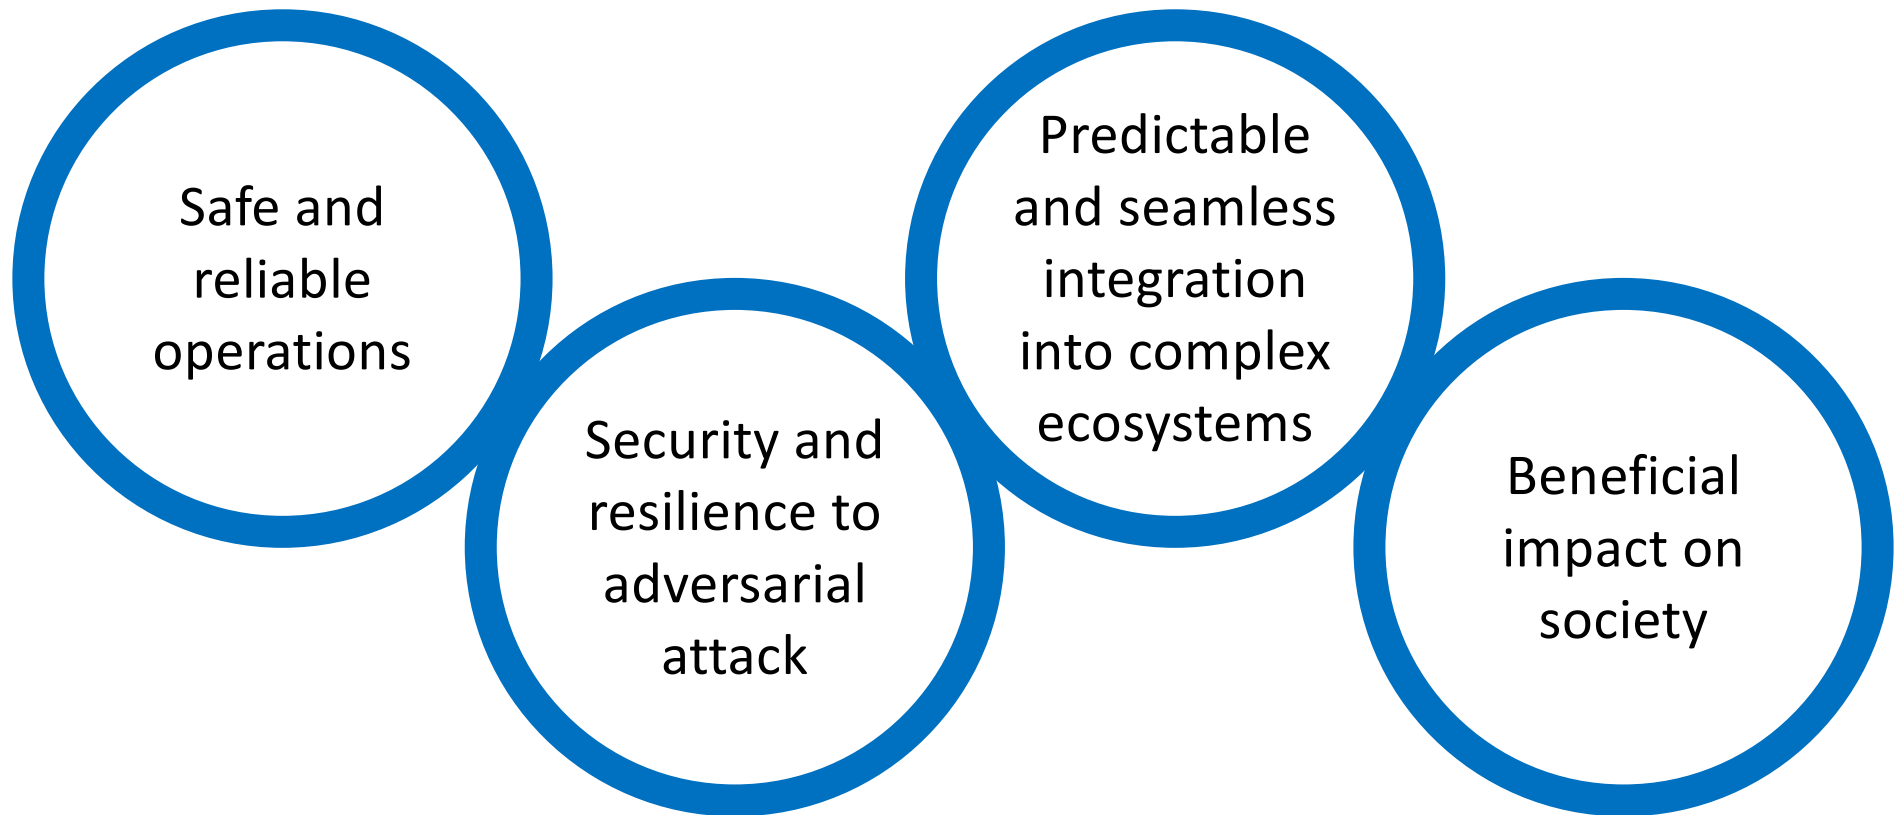 Safe and
reliable
operations
Security and
resilience to
adversarial
attack
Predictable
and seamless
integration
into complex
ecosystems
Beneficial
impact on
society